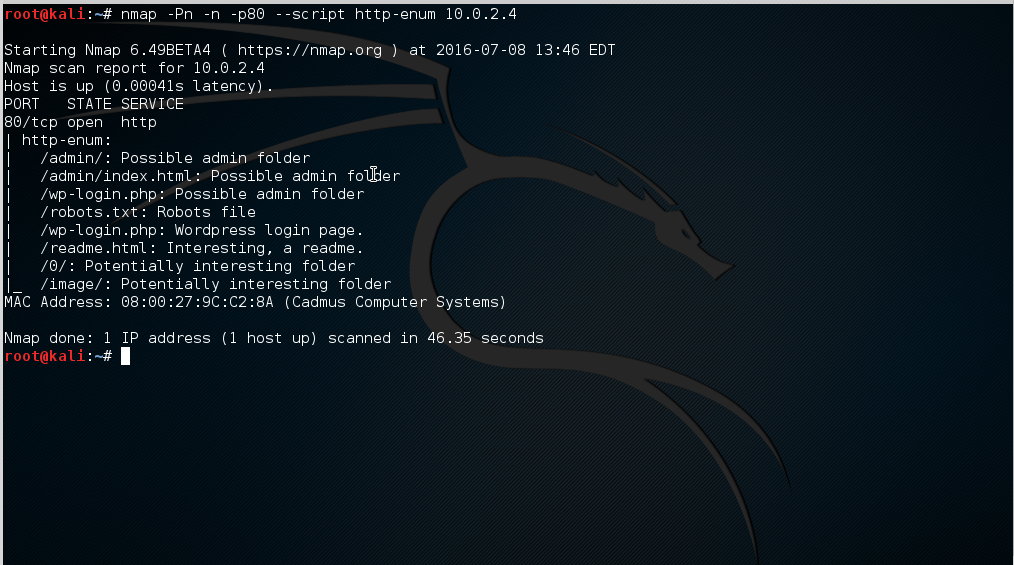 root@kali:~# nmap -Pn -n -p80 --script http-enum 10.0.2.4
Starting Nmap 6.49BETA4 ( https://nmap.org ) at 2016-07-08 13:46 EDT
Nmap scan report for 10.0.2.4
Host is up (0.00041s latency).
PORT   STATE SERVICE
80/tcp open  http
| http-enum:
|   /admin/: Possible admin folder
|   /admin/index.html: Possible admin folder
|   /wp-login.php: Possible admin folder
|   /robots.txt: Robots file
|   /wp-login.php: Wordpress login page.
|   /readme.html: Interesting, a readme.
|   /0/: Potentially interesting folder
|_  /image/: Potentially interesting folder
MAC Address: 08:00:27:9C:C2:8A (Cadmus Computer Systems)
Nmap done: 1 IP address (1 host up) scanned in 46.35 seconds
root@kali:~#